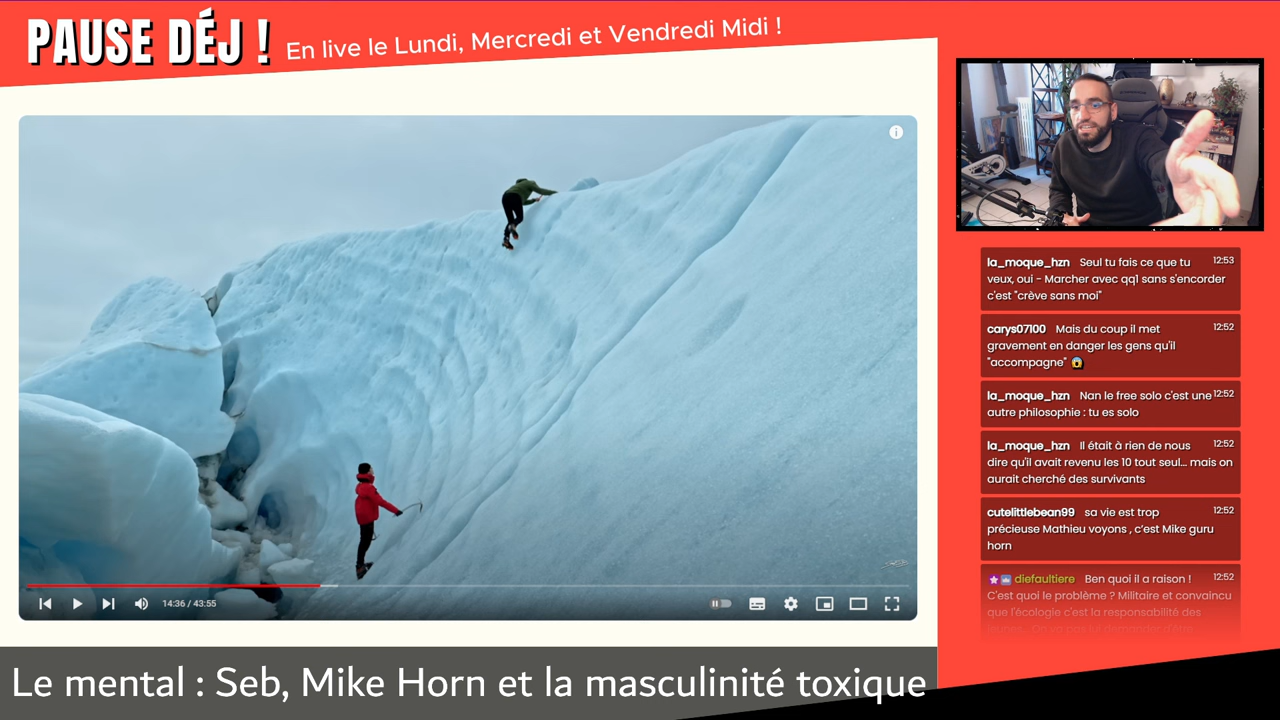 PAUSE DÉJ !
En live le Lundi, Mercredi et Vendredi Midi !
14:36 / 43:55
la_moque_hzn Seul tu fais ce que tu 12:53
veux, oui - Marcher avec qq1 sans s'encorder
c'est "crève sans moi"
carys07100 Mais du coup il met 12:52
gravement en danger les gens qu'il
"accompagne"
la_moque_hzn Nan le free solo c'est une 12:52
autre philosophie : tu es solo
la_moque_hzn Il était à rien de nous 12:52
dire qu'il avait revenu les 10 tout seul... mais on
aurait cherché des survivants
cutelittlebean99 sa vie est trop 12:52
précieuse Mathieu voyons , c'est Mike guru
horn
diefaultiere Ben quoi il a raison ! 12:52
C'est quoi le problème ? Militaire et convaincu
que l'écologie c'est la responsabilité des
Le mental : Seb, Mike Horn et la masculinité toxique